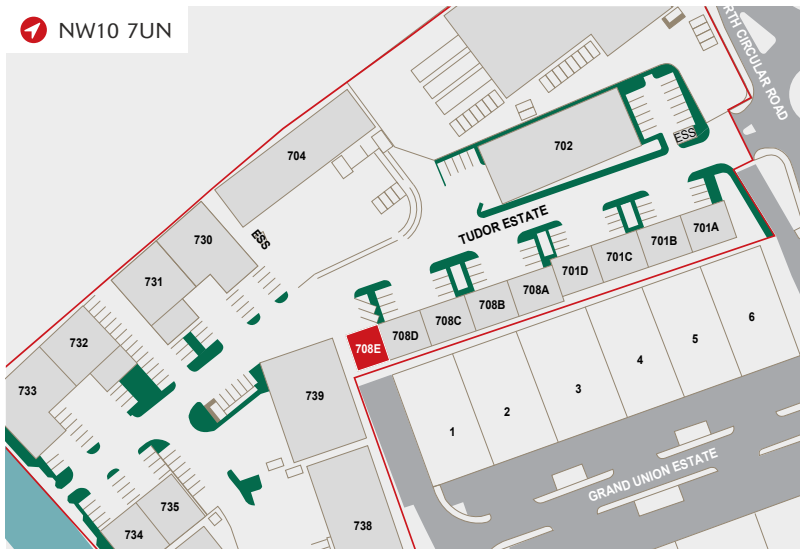 NW10 7UN
RTH CIRCULAR ROAD
ESS
702
704
TUDOR ESTATE
701A
701B
701C
701D
708A
708B
708C
708D
708E
ESS
730
731
732
733
739
738
735
734
1
2
3
4
5
6
GRAND UNION ESTATE